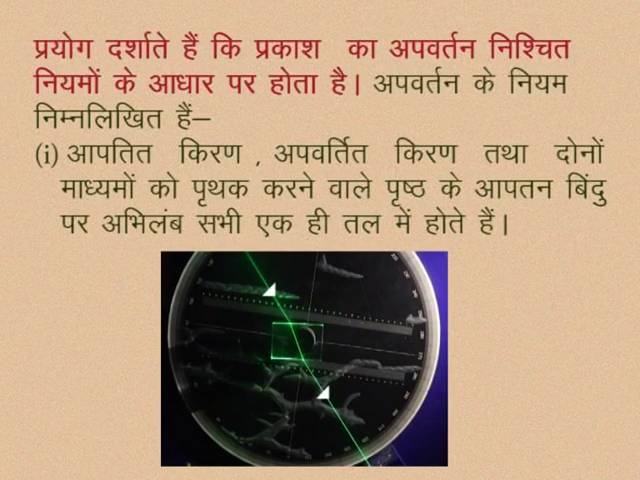 प्रयोग दर्शाते हैं कि प्रकाश का अपवर्तन निश्चित
नियमों के आधार पर होता है। अपवर्तन के नियम
निम्नलिखित हैं–
(i) आपतित किरण , अपवर्तित किरण तथा दोनों
माध्यमों को पृथक करने वाले पृष्ठ के आपतन बिंदु
पर अभिलंब सभी एक ही तल में होते हैं।